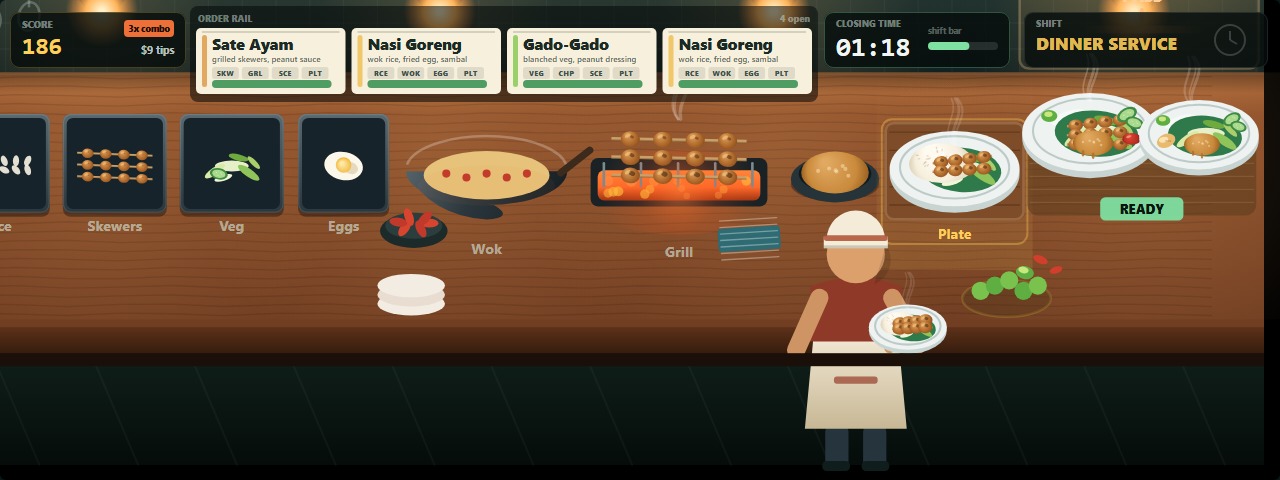 SCORE
3x combo
186
$9 tips
ORDER RAIL
4 open
Sate Ayam
grilled skewers, peanut sauce
SKW GRL SCE PLT
Nasi Goreng
wok rice, fried egg, sambal
RCE WOK EGG PLT
Gado-Gado
blanched veg, peanut dressing
VEG CHP SCE PLT
Nasi Goreng
wok rice, fried egg, sambal
RCE WOK EGG PLT
CLOSING TIME
01:18
shift bar
SHIFT
DINNER SERVICE
ce
Skewers
Veg
Eggs
Wok
Grill
Plate
READY